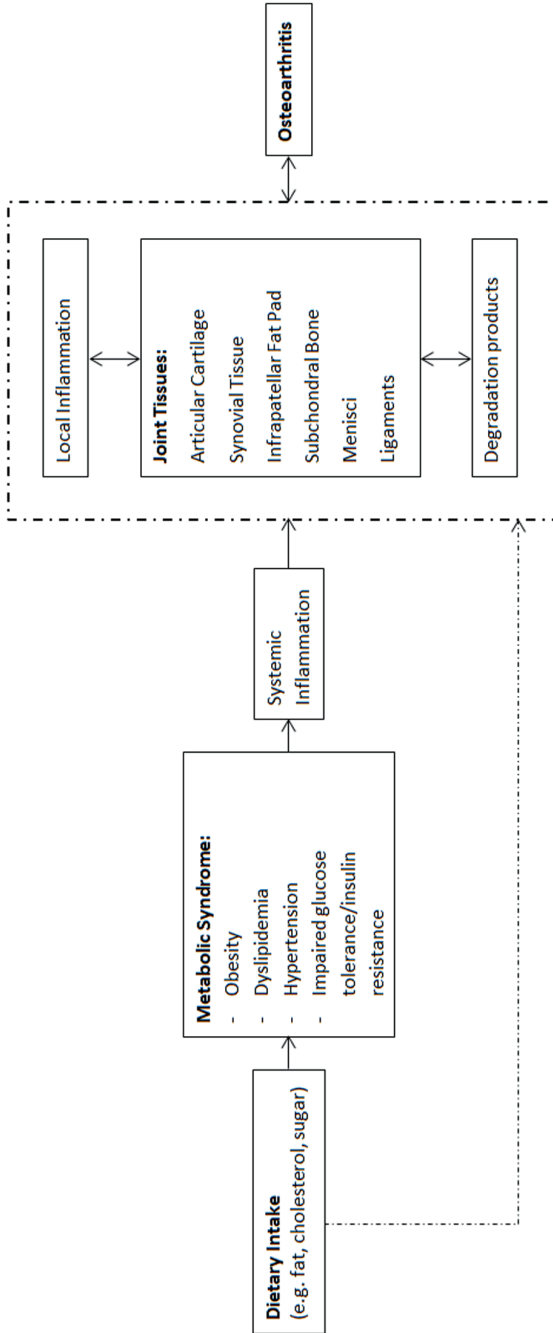 Dietary Intake
(e.g. fat, cholesterol, sugar)
Metabolic Syndrome:
- Obesity
- Dyslipidemia
- Hypertension
- Impaired glucose
tolerance/insulin
resistance
Systemic
Inflammation
Local Inflammation
Joint Tissues:
Articular Cartilage
Synovial Tissue
Infrapatellar Fat Pad
Subchondral Bone
Menisci
Ligaments
Degradation products
Osteoarthritis